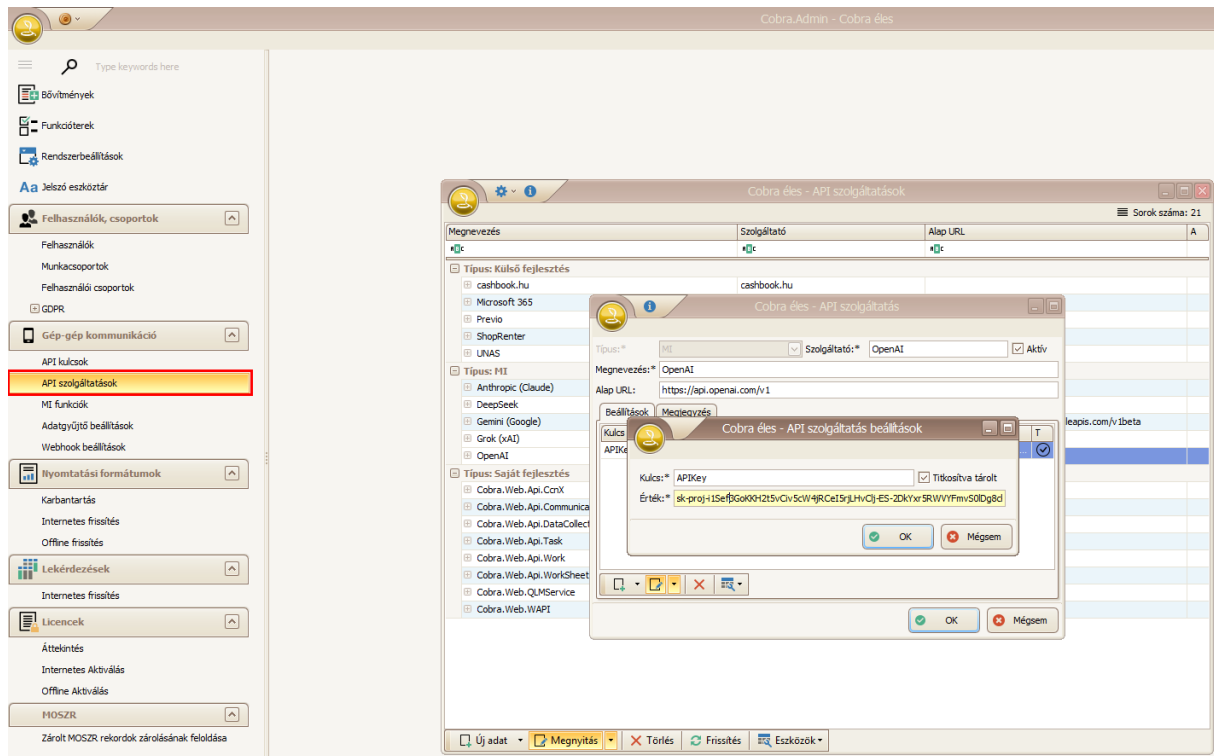 Cobra.Admin - Cobra éles
Type keywords here
Bővítmények
Funkcióterek
Rendszerbeállítások
Aa Jelszó eszköztár
Felhasználók, csoportok
Felhasználók
Munkacsoportok
Felhasználói csoportok
GDPR
Gép-gép kommunikáció
API kulcsok
API szolgáltatások
MI funkciók
Adatgyűjtő beállítások
Webhook beállítások
Nyomtatási formátumok
Karbantartás
Internetes frissítés
Offline frissítés
Lekérdezések
Internetes frissítés
Licencek
Áttekintés
Internetes Aktiválás
Offline Aktiválás
MOSZR
Zárolt MOSZR rekordok zárolásának feloldása
Cobra éles - API szolgáltatások
Sorok száma: 21
Megnevezés Szolgáltató Alap URL A
Típus: Külső fejlesztés
cashbook.hu cashbook.hu
Microsoft 365
Previo
ShopRenter
UNAS
Típus: MI
Anthropic (Claude)
DeepSeek
Gemini (Google) leapis.com/v1beta
Grok (xAI)
OpenAI
Típus: Saját fejlesztés
Cobra.Web.Api.CcnX
Cobra.Web.Api.Communica
Cobra.Web.Api.DataCollect
Cobra.Web.Api.Task
Cobra.Web.Api.Work
Cobra.Web.Api.WorkSheet
Cobra.Web.QLMService
Cobra.Web.WAPI
Új adat Megnyitás Törlés Frissítés Eszközök
Cobra éles - API szolgáltatás
Típus:* MI Szolgáltató:* OpenAI Aktív
Megnevezés:* OpenAI
Alap URL: https://api.openai.com/v1
Beállítások Megjegyzés
Kulcs T
APIKe ...
OK Mégsem
Cobra éles - API szolgáltatás beállítások
Kulcs:* APIKey Titkosítva tárolt
Érték:*
OK Mégsem